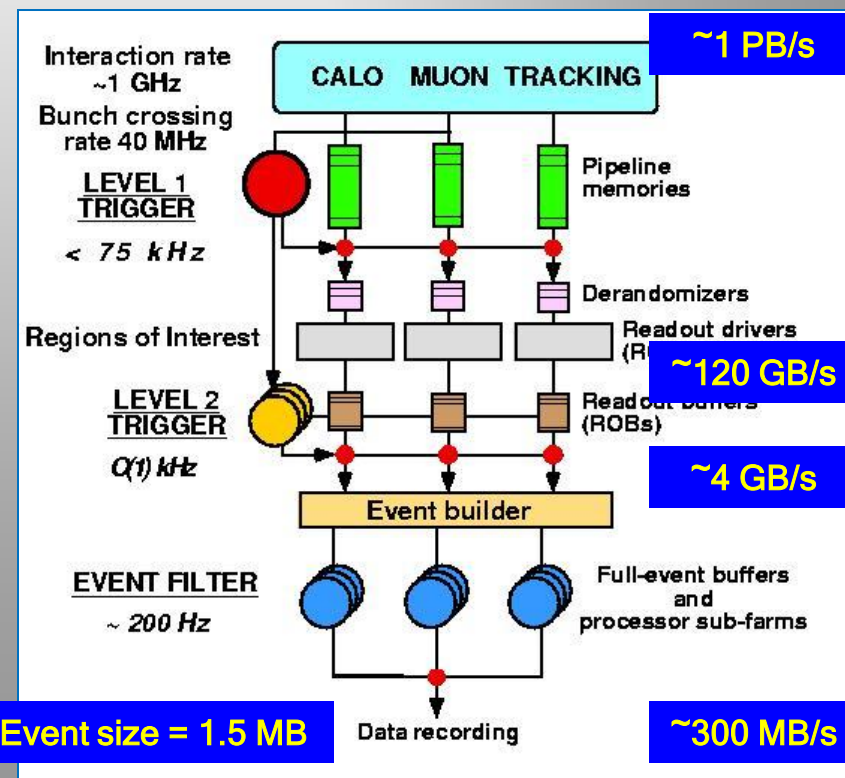 ~1 PB/s
Interaction rate
~1 GHz
Bunch crossing
rate 40 MHz
CALO MUON TRACKING
LEVEL 1
TRIGGER
< 75 kHz
Pipeline
memories
Derandomizers
Regions of Interest
Readout drivers
~120 GB/s
LEVEL 2
TRIGGER
O(1) kHz
Readout buffers
(ROBs)
~4 GB/s
Event builder
EVENT FILTER
~ 200 Hz
Full-event buffers
and
processor sub-farms
Event size = 1.5 MB
Data recording
~300 MB/s